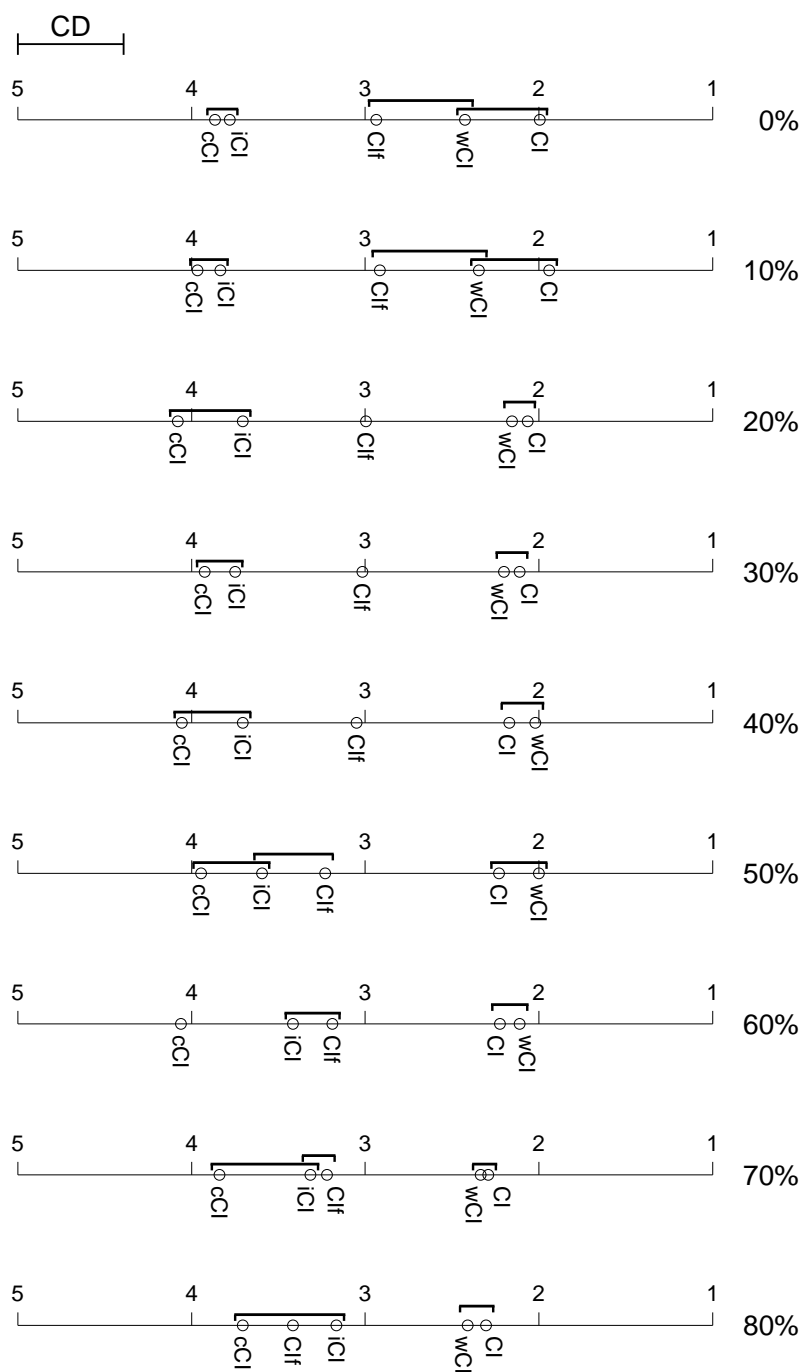 CD
5 4 3 2 1
0%
cCI iCI CIf wCI CI
5 4 3 2 1
10%
cCI iCI CIf wCI CI
5 4 3 2 1
20%
cCI iCI CIf wCI CI
5 4 3 2 1
30%
cCI iCI CIf wCI CI
5 4 3 2 1
40%
cCI iCI CIf CI wCI
5 4 3 2 1
50%
cCI iCI CIf CI wCI
5 4 3 2 1
60%
cCI iCI CIf CI wCI
5 4 3 2 1
70%
cCI iCI CIf wCI CI
5 4 3 2 1
80%
cCI CIf iCI wCI CI